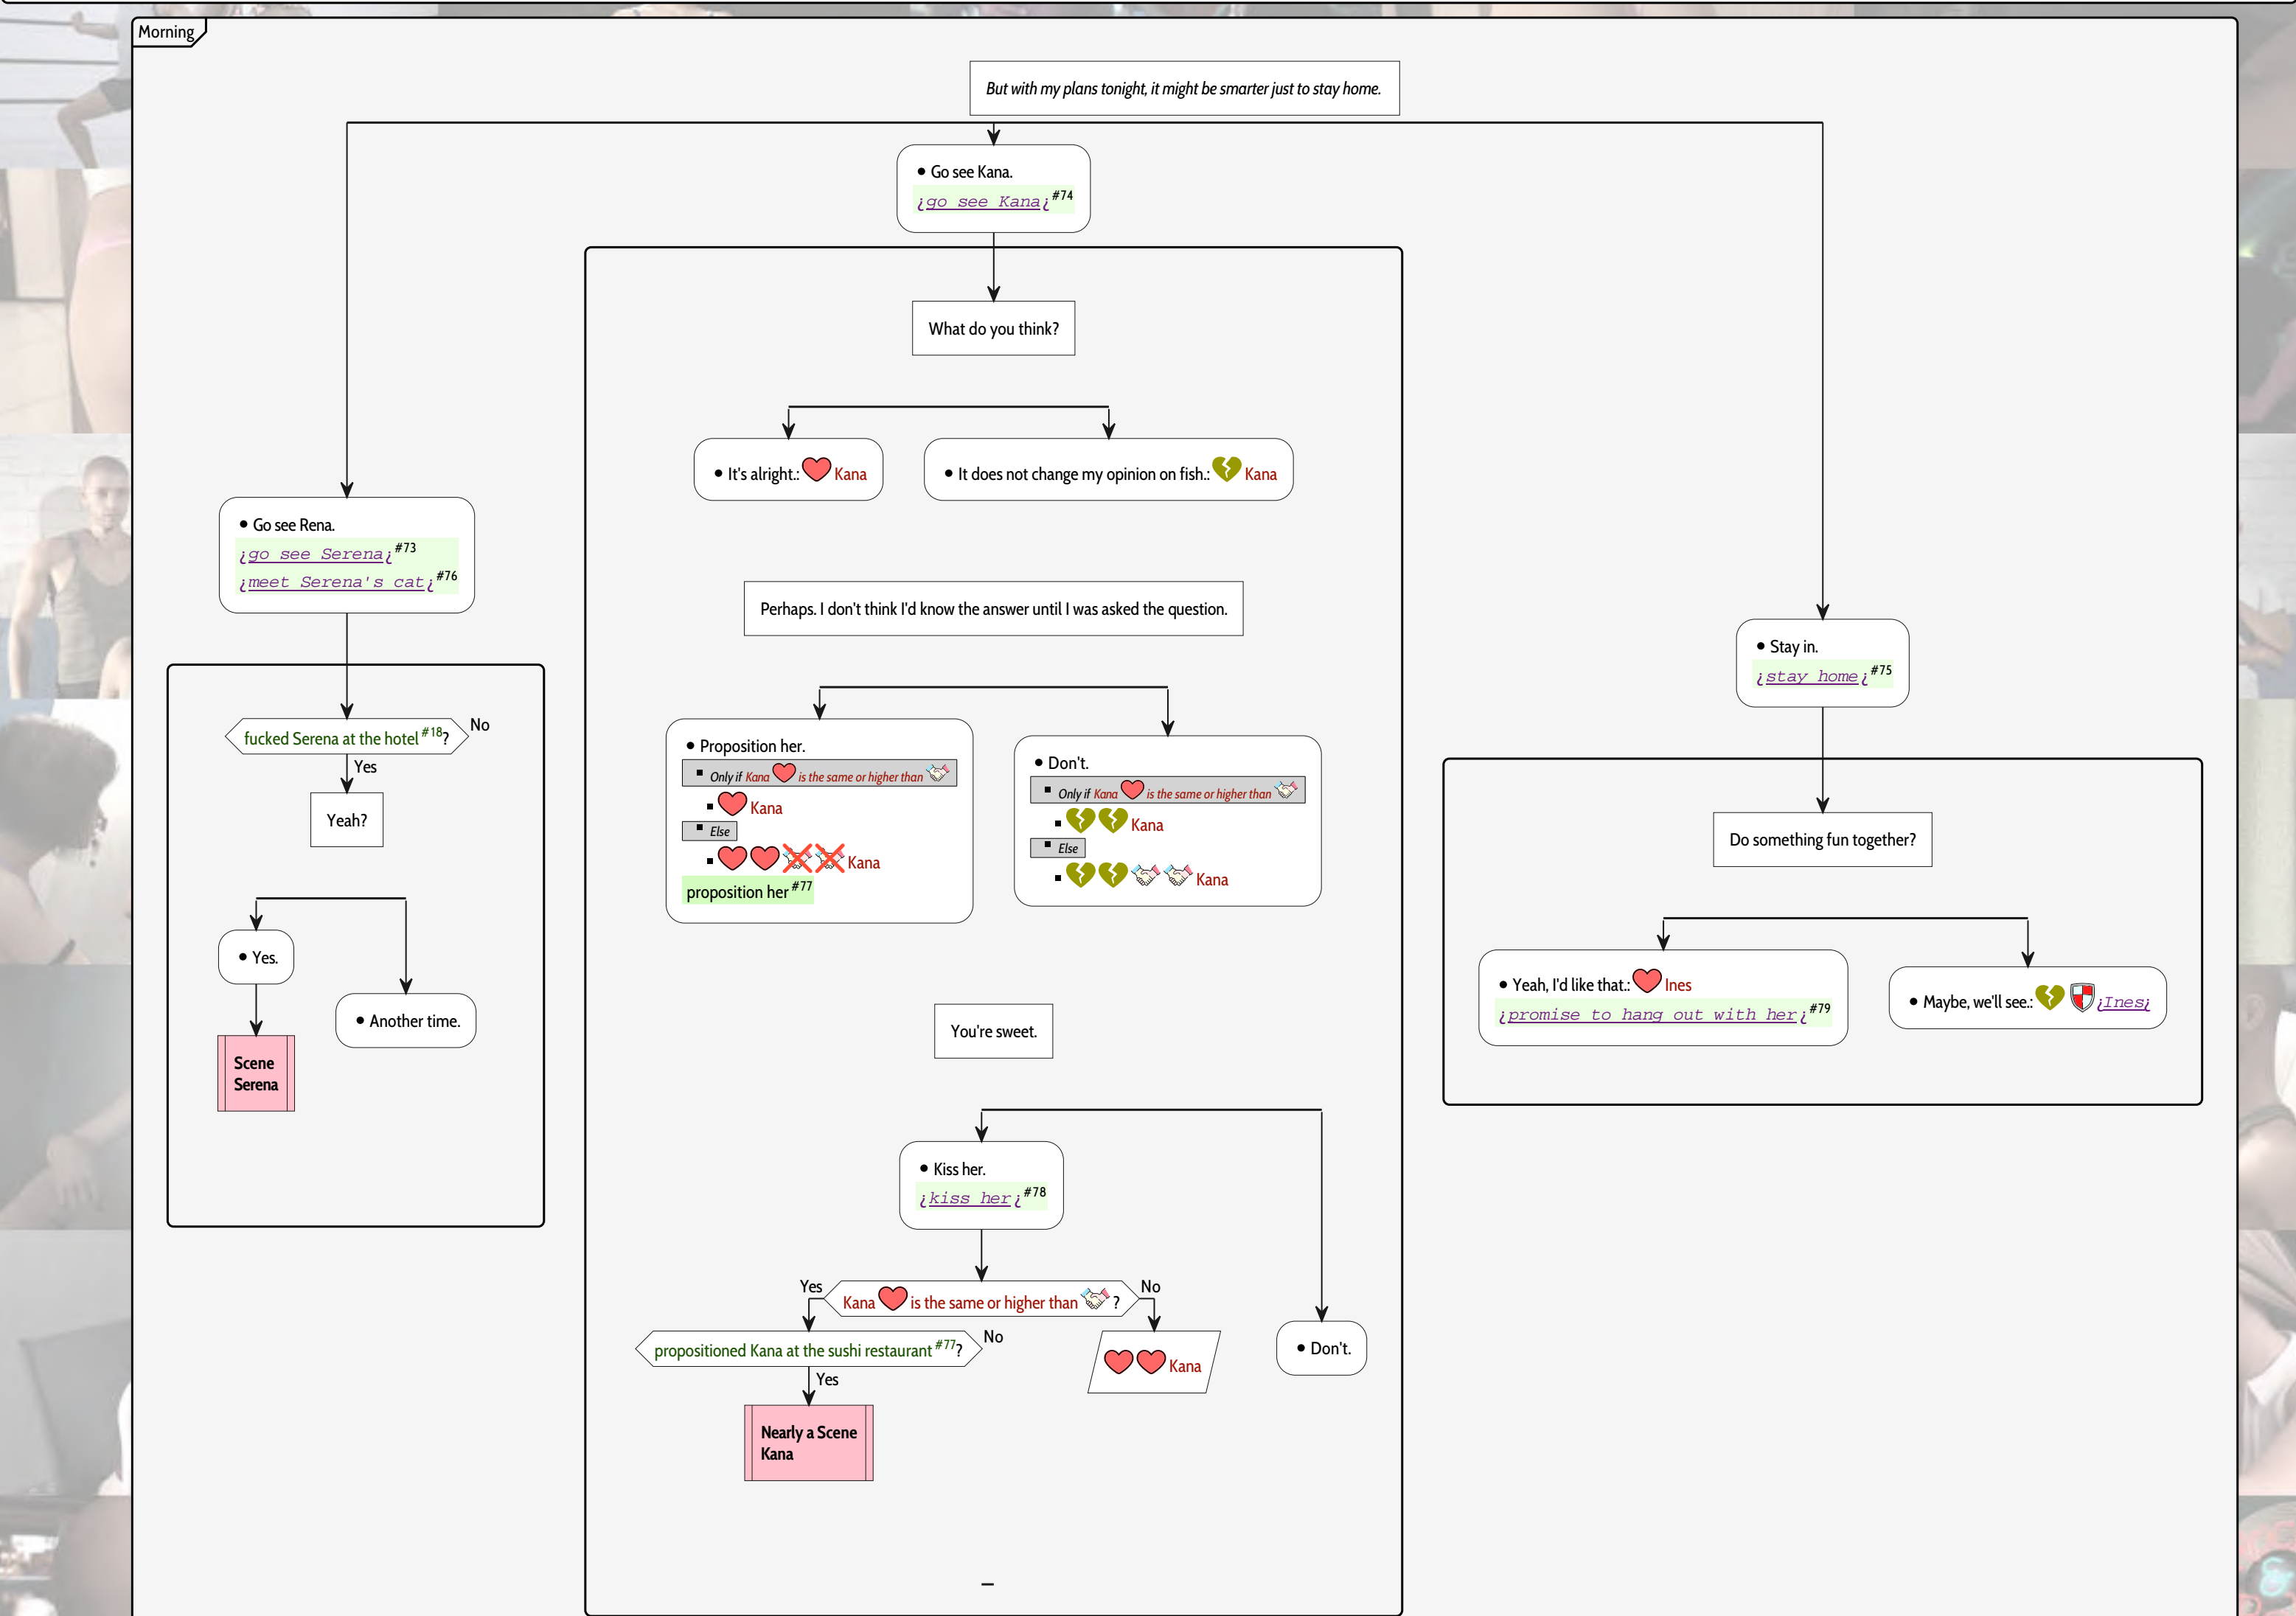 Morning
But with my plans tonight, it might be smarter just to stay home.
• Go see Kana.
¿go see Kana¿ #74
What do you think?
• It's alright.: Kana
• It does not change my opinion on fish.: Kana
• Go see Rena.
¿go see Serena¿ #73
¿meet Serena's cat¿ #76
Perhaps. I don't think I'd know the answer until I was asked the question.
• Stay in.
¿stay home¿ #75
fucked Serena at the hotel #18?
No
Yes
Yeah?
• Yes.
• Another time.
Scene
Serena
• Proposition her.
▪ Only if Kana is the same or higher than
▪ Kana
▪ Else
▪ Kana
proposition her #77
• Don't.
▪ Only if Kana is the same or higher than
▪ Kana
▪ Else
▪ Kana
Do something fun together?
• Yeah, I'd like that.: Ines
¿promise to hang out with her¿ #79
• Maybe, we'll see.: ¿Ines¿
You're sweet.
• Kiss her.
¿kiss her¿ #78
Yes
Kana is the same or higher than ?
No
propositioned Kana at the sushi restaurant #77?
No
Yes
Kana
• Don't.
Nearly a Scene
Kana